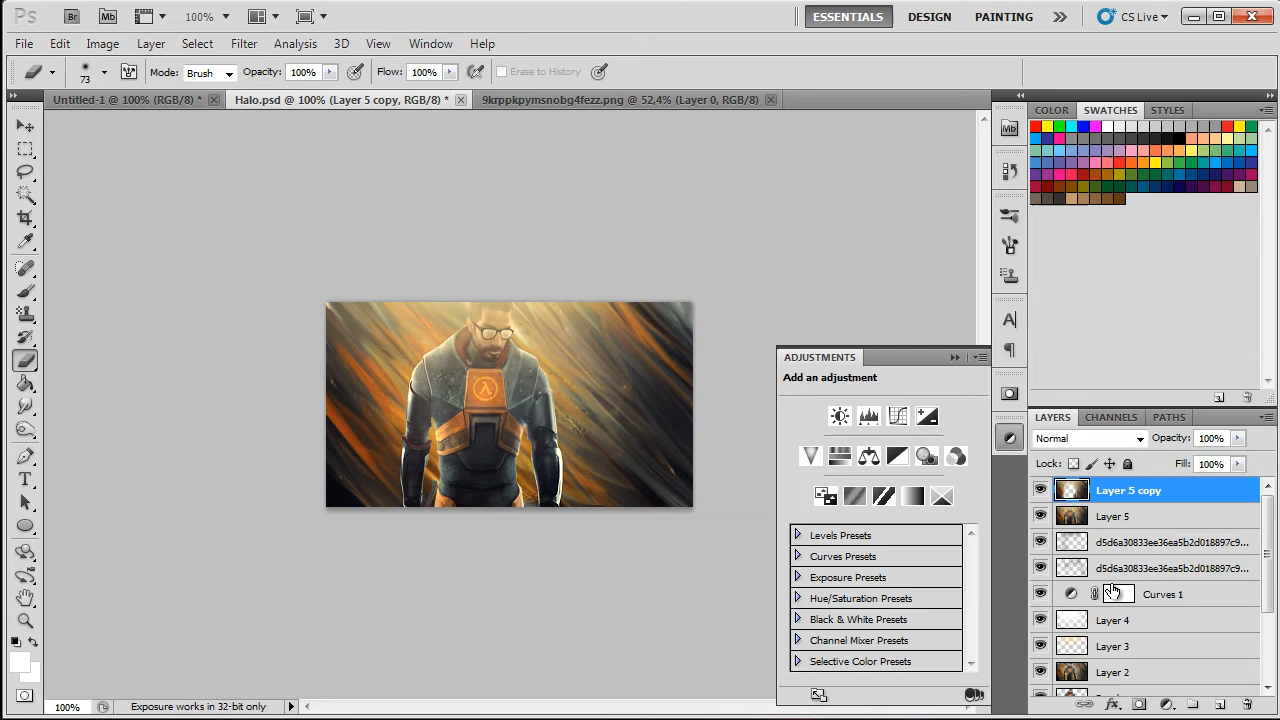 Ps Br Mb 100% ESSENTIALS DESIGN PAINTING CS Live
File Edit Image Layer Select Filter Analysis 3D View Window Help
73 Mode: Brush Opacity: 100% Flow: 100% Erase to History
Untitled-1 @ 100% (RGB/8) * Halo.psd @ 100% (Layer 5 copy, RGB/8) * 9krppkpymsnobg4fezz.png @ 52,4% (Layer 0, RGB/8)
COLOR SWATCHES STYLES
Mb
ADJUSTMENTS
Add an adjustment
Levels Presets
Curves Presets
Exposure Presets
Hue/Saturation Presets
Black & White Presets
Channel Mixer Presets
Selective Color Presets
LAYERS CHANNELS PATHS
Normal Opacity: 100%
Lock: Fill: 100%
Layer 5 copy
Layer 5
d5d6a30833ee36ea5b2d018897c9...
d5d6a30833ee36ea5b2d018897c9...
Curves 1
Layer 4
Layer 3
Layer 2
100% Exposure works in 32-bit only